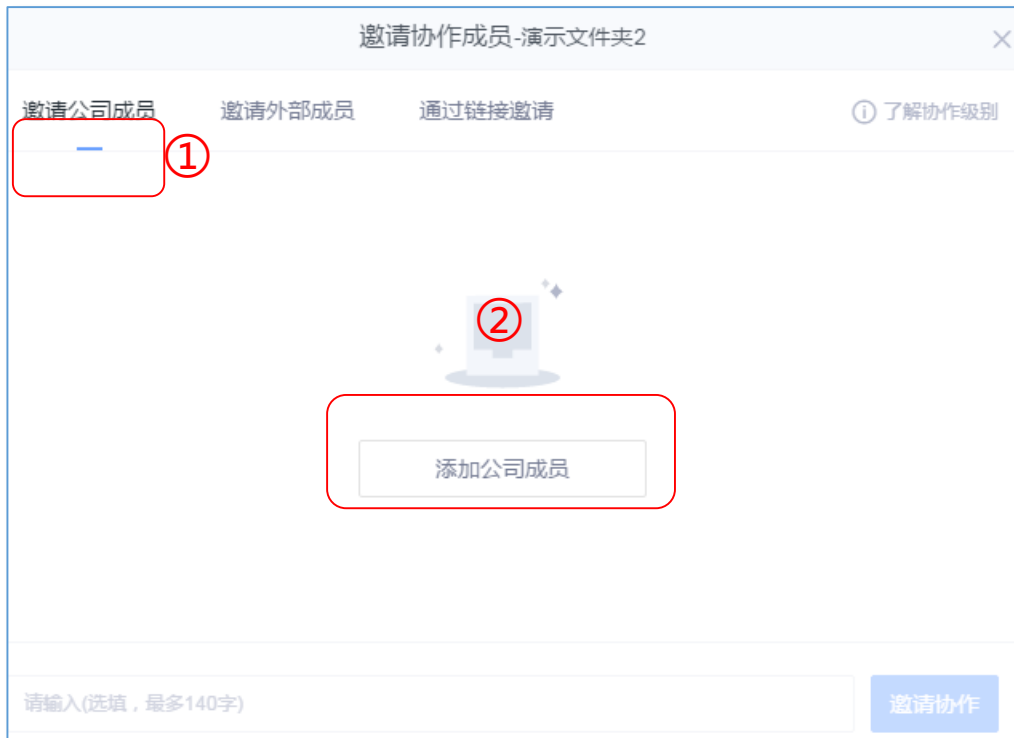 邀请协作成员-演示文件夹2
邀请公司成员 邀请外部成员 通过链接邀请 了解协作级别
①
②
添加公司成员
请输入(选填，最多140字) 邀请协作